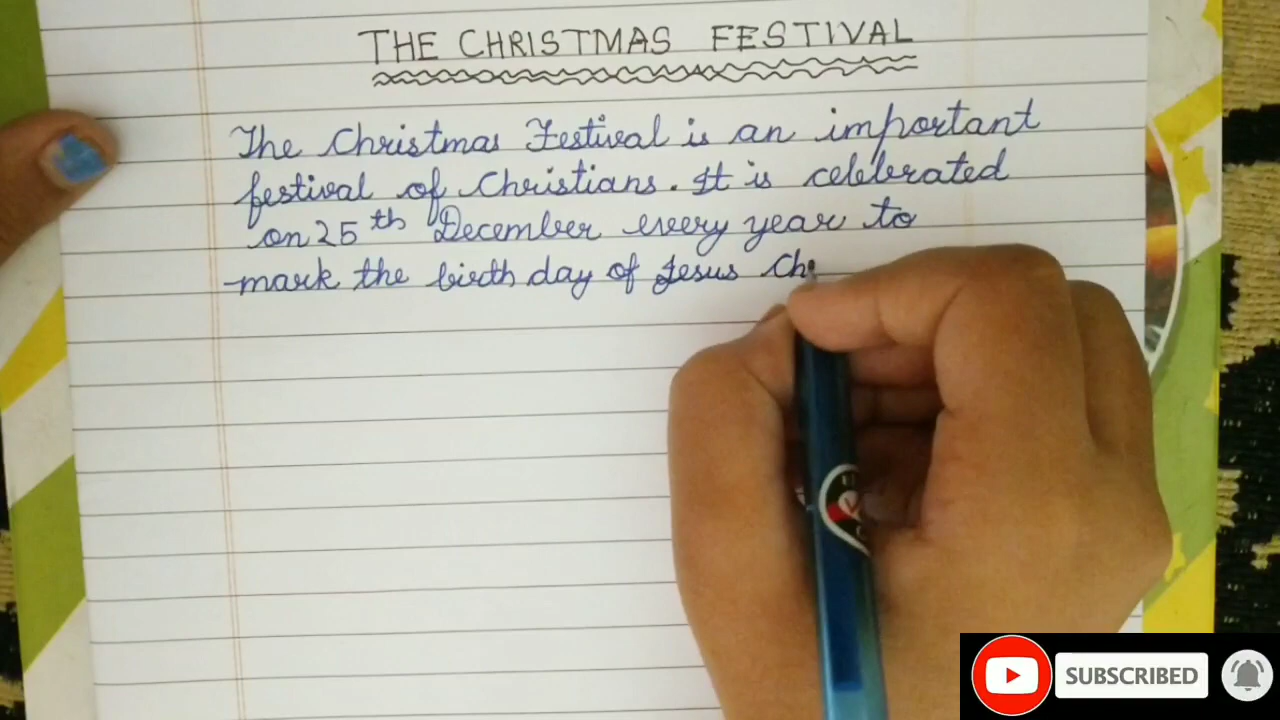 THE CHRISTMAS FESTIVAL
The Christmas Festival is an important
festival of Christians. It is celebrated
on 25th December every year to
mark the birth day of Jesus Ch
SUBSCRIBED